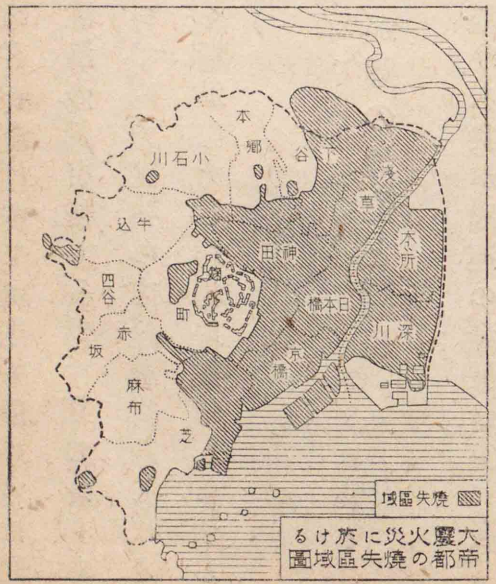 本郷
下谷
小石川
淺草
牛込
本所
神田
麹町
四谷
日本橋
深川
赤坂
京橋
麻布
芝
燒失區域
大震火災に於ける
帝都の燒失區域圖